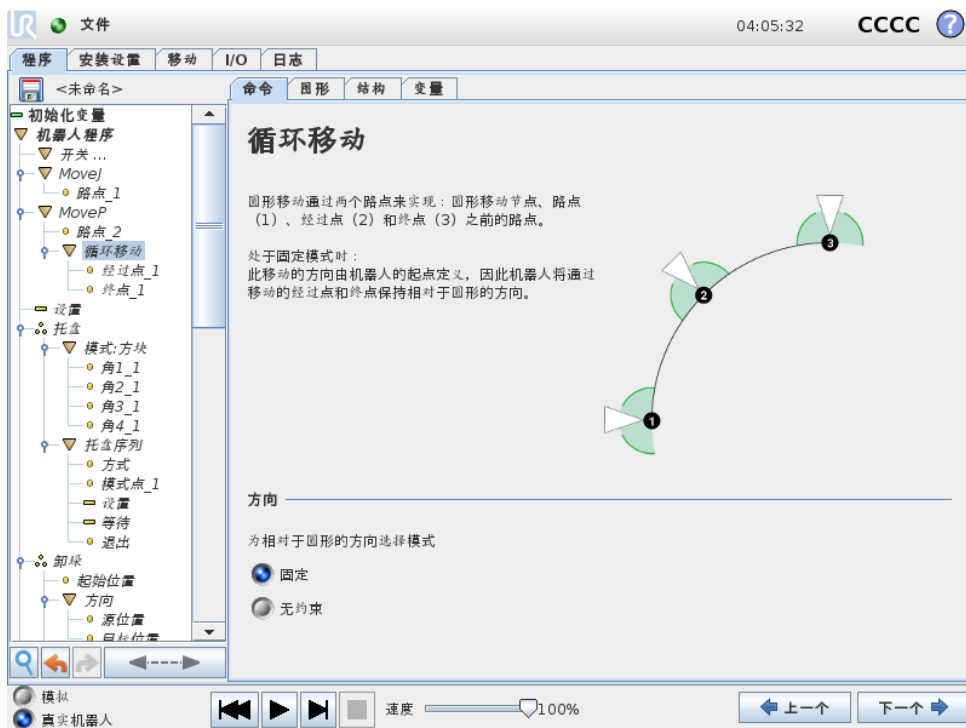 UR
文件
04:05:32
CCCC
?
程序
安装设置
移动
I/O
日志
<未命名>
命令
图形
结构
变量
初始化变量
机器人程序
开关 ...
MoveJ
路点_1
MoveP
路点_2
循环移动
经过点_1
终点_1
设置
托盘
模式:方块
角1_1
角2_1
角3_1
角4_1
托盘序列
方式
模式点_1
设置
等待
退出
卸垛
起始位置
方向
源位置
目标位置
循环移动
圆形移动通过两个路点来实现：圆形移动节点、路点
（1）、经过点（2）和终点（3）之前的路点。
处于固定模式时：
此移动的方向由机器人的起点定义，因此机器人将通过
移动的经过点和终点保持相对于圆形的方向。
3
2
1
方向
为相对于圆形的方向选择模式
固定
无约束
模拟
真实机器人
速度
100%
上一个
下一个